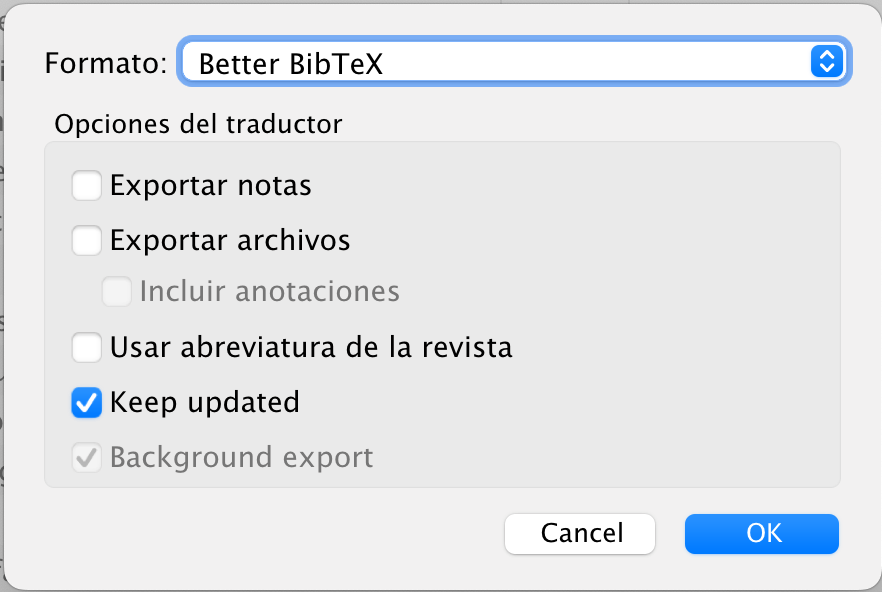 Formato: Better BibTeX
Opciones del traductor
Exportar notas
Exportar archivos
Incluir anotaciones
Usar abreviatura de la revista
Keep updated
Background export
Cancel OK